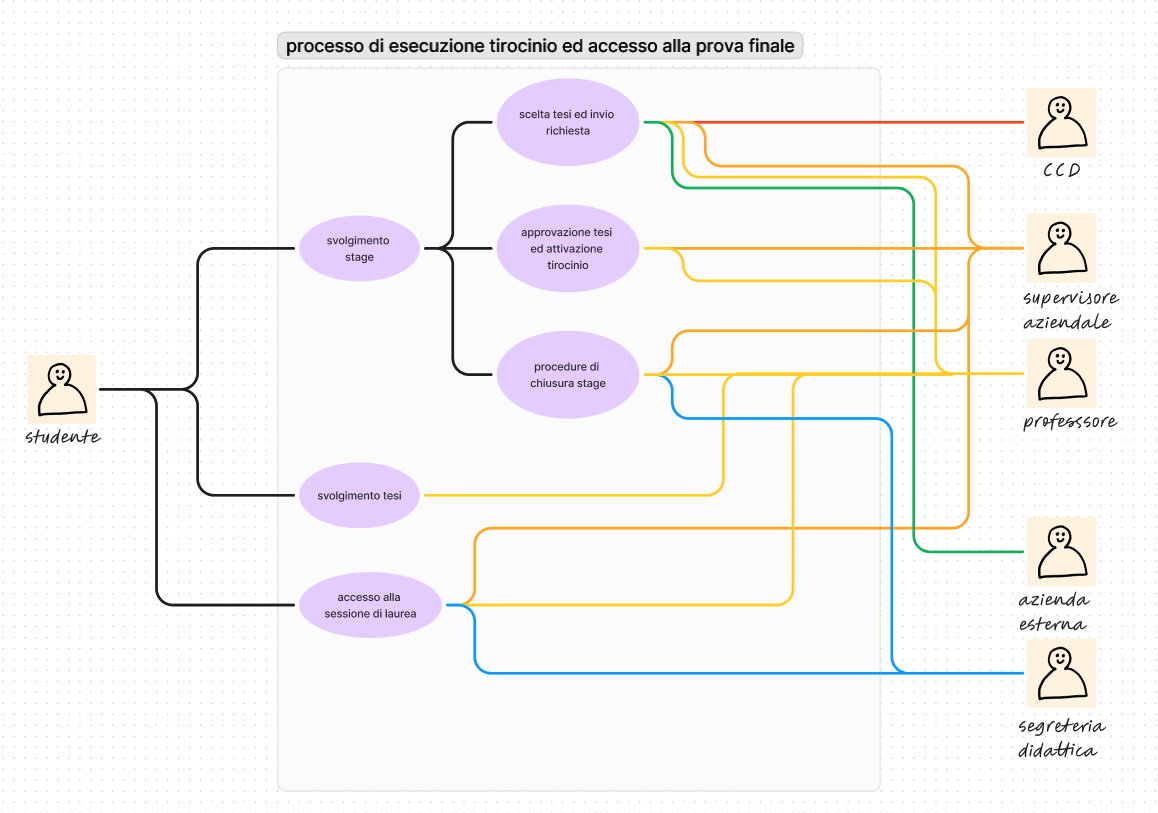 processo di esecuzione tirocinio ed accesso alla prova finale
scelta tesi ed invio
richiesta
CCD
svolgimento
stage
approvazione tesi
ed attivazione
tirocinio
supervisore
aziendale
procedure di
chiusura stage
professsore
studente
svolgimento tesi
accesso alla
sessione di laurea
azienda
esterna
segreteria
didattica